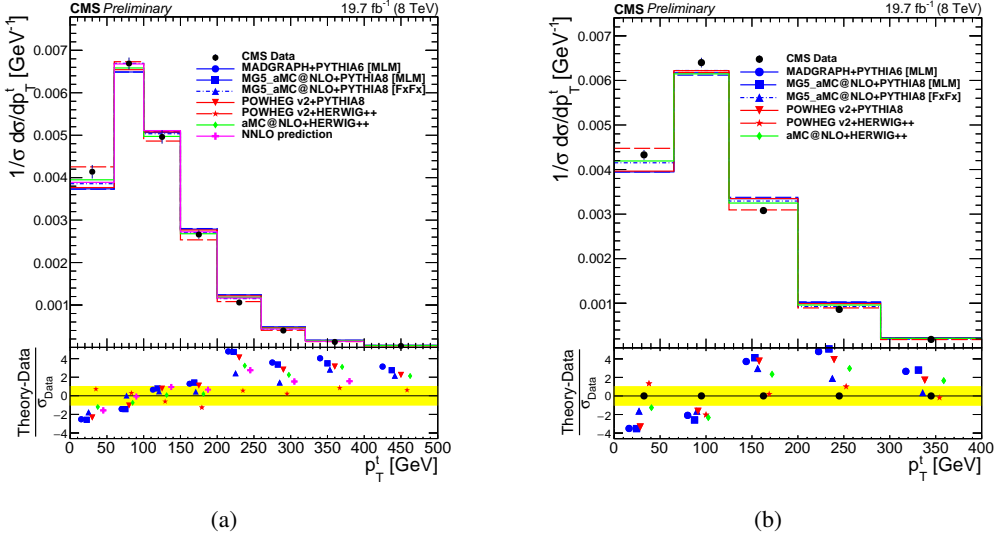 CMS Preliminary 19.7 fb⁻¹ (8 TeV)
1/σ dσ/dp_T^t [GeV⁻¹]
0.007
0.006
0.005
0.004
0.003
0.002
0.001
CMS Data
MADGRAPH+PYTHIA6 [MLM]
MG5_aMC@NLO+PYTHIA8 [MLM]
MG5_aMC@NLO+PYTHIA8 [FxFx]
POWHEG v2+PYTHIA8
POWHEG v2+HERWIG++
aMC@NLO+HERWIG++
NNLO prediction
Theory-Data
σ_Data
4
2
0
−2
−4
0 50 100 150 200 250 300 350 400 450 500
p_T^t [GeV]
(a)
CMS Preliminary 19.7 fb⁻¹ (8 TeV)
1/σ dσ/dp_T^t [GeV⁻¹]
0.007
0.006
0.005
0.004
0.003
0.002
0.001
CMS Data
MADGRAPH+PYTHIA6 [MLM]
MG5_aMC@NLO+PYTHIA8 [MLM]
MG5_aMC@NLO+PYTHIA8 [FxFx]
POWHEG v2+PYTHIA8
POWHEG v2+HERWIG++
aMC@NLO+HERWIG++
Theory-Data
σ_Data
4
2
0
−2
−4
0 50 100 150 200 250 300 350 400
p_T^t [GeV]
(b)